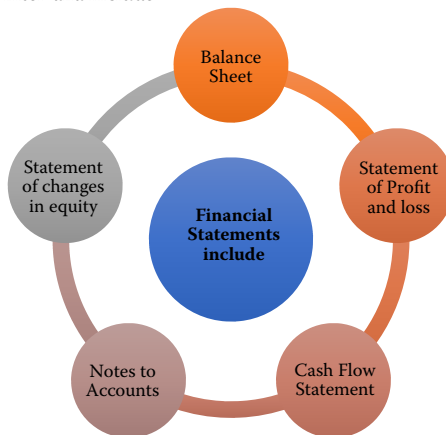 Balance
Sheet
Statement
of Profit
and loss
Cash Flow
Statement
Notes to
Accounts
Statement
of changes
in equity
Financial
Statements
include